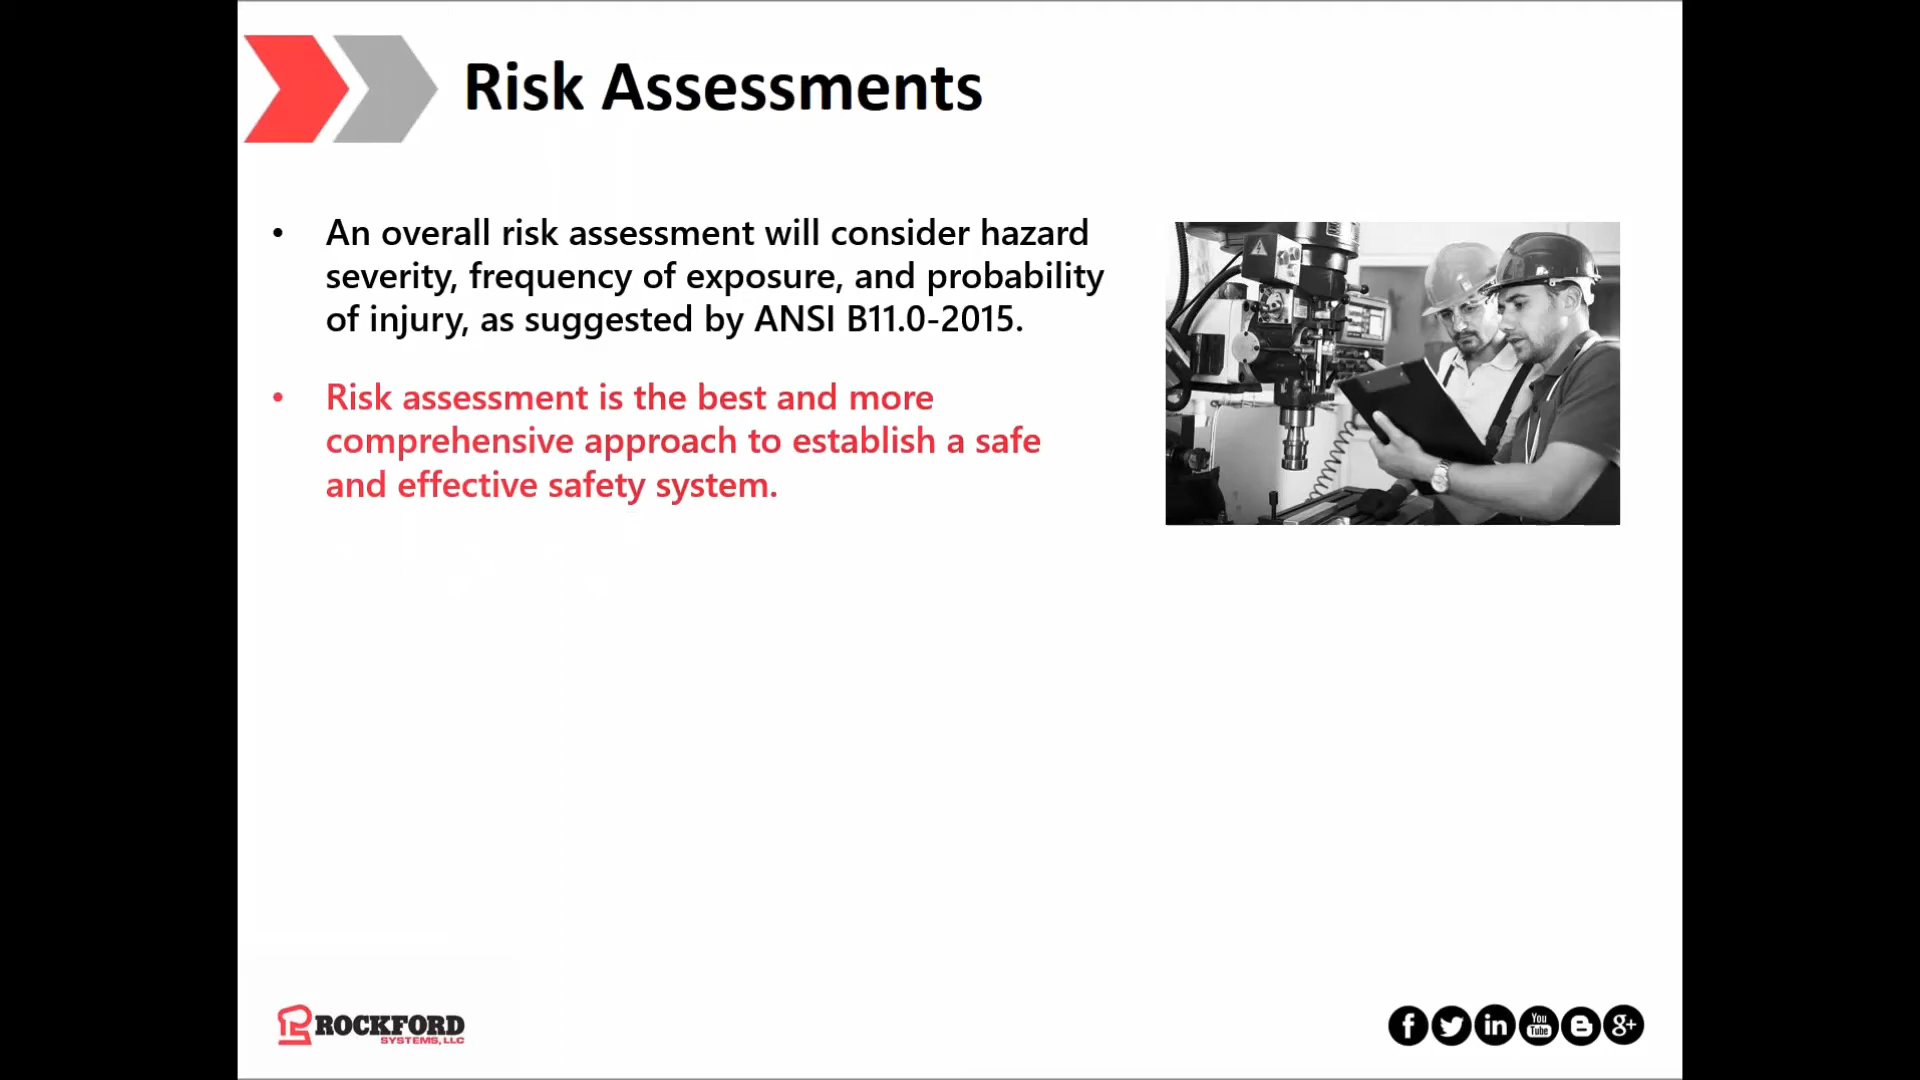 Risk Assessments
• An overall risk assessment will consider hazard
severity, frequency of exposure, and probability
of injury, as suggested by ANSI B11.0-2015.
• Risk assessment is the best and more
comprehensive approach to establish a safe
and effective safety system.
ROCKFORD
SYSTEMS, LLC
You
Tube
g+